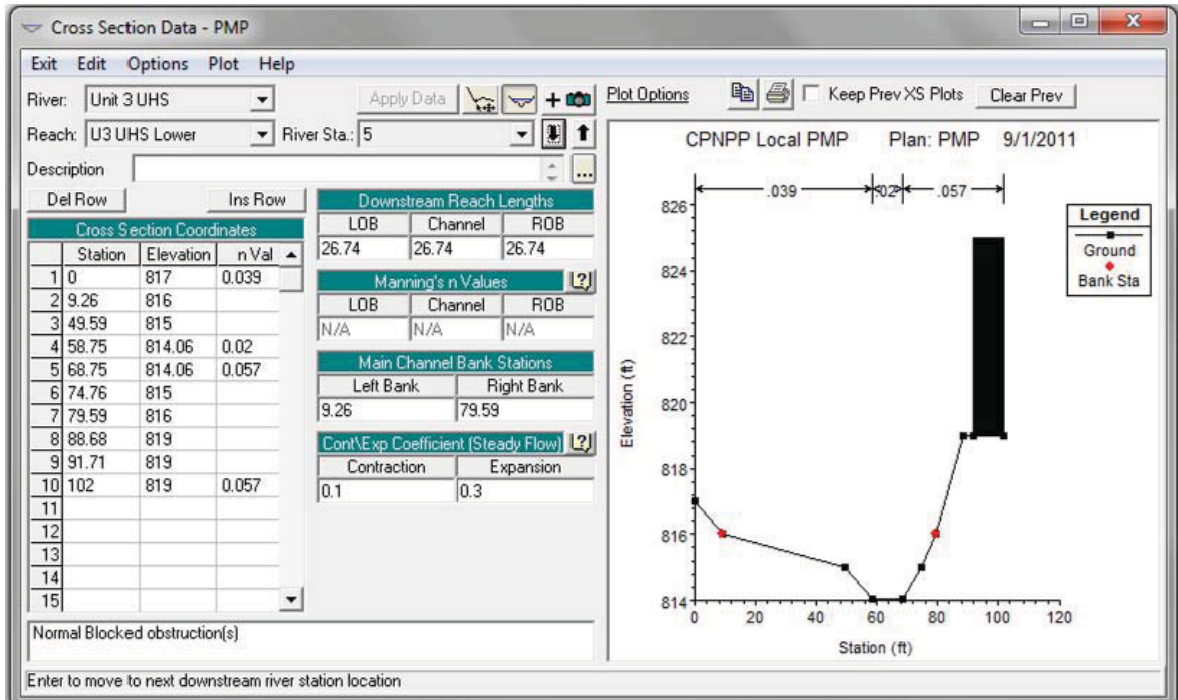 Cross Section Data - PMP
Exit Edit Options Plot Help
River: Unit 3 UHS Apply Data
Reach: U3 UHS Lower River Sta.: 5
Description ...
Del Row Ins Row
Cross Section Coordinates
Station Elevation n Val
1 0 817 0.039
2 9.26 816
3 49.59 815
4 58.75 814.06 0.02
5 68.75 814.06 0.057
6 74.76 815
7 79.59 816
8 88.68 819
9 91.71 819
10 102 819 0.057
11
12
13
14
15
Downstream Reach Lengths
LOB Channel ROB
26.74 26.74 26.74
Manning's n Values
LOB Channel ROB
N/A N/A N/A
Main Channel Bank Stations
Left Bank Right Bank
9.26 79.59
Cont\Exp Coefficient (Steady Flow)
Contraction Expansion
0.1 0.3
Normal Blocked obstruction(s)
Enter to move to next downstream river station location
Plot Options Keep Prev XS Plots Clear Prev
CPNPP Local PMP Plan: PMP 9/1/2011
.039 .02 .057
826
824
822
820
818
816
814
Elevation (ft)
0 20 40 60 80 100 120
Station (ft)
Legend
Ground
Bank Sta